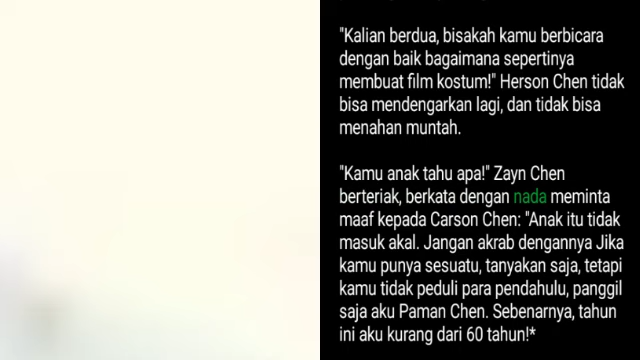 "Kalian berdua, bisakah kamu berbicara
dengan baik bagaimana sepertinya
membuat film kostum!" Herson Chen tidak
bisa mendengarkan lagi, dan tidak bisa
menahan muntah.
"Kamu anak tahu apa!" Zayn Chen
berteriak, berkata dengan nada meminta
maaf kepada Carson Chen: "Anak itu tidak
masuk akal. Jangan akrab dengannya Jika
kamu punya sesuatu, tanyakan saja, tetapi
kamu tidak peduli para pendahulu, panggil
saja aku Paman Chen. Sebenarnya, tahun
ini aku kurang dari 60 tahun!*